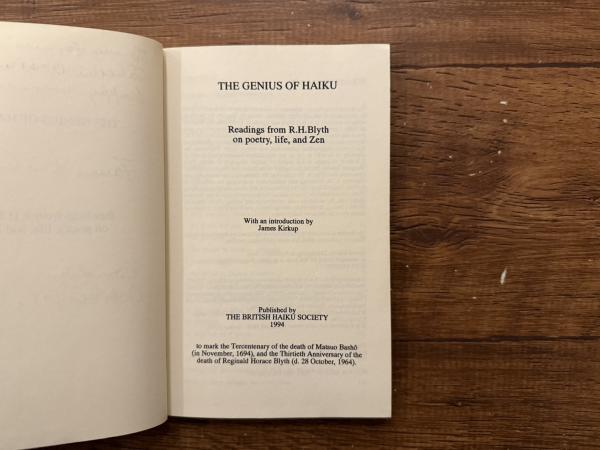 THE GENIUS OF HAIKU
Readings from R.H.Blyth
on poetry, life, and Zen
With an introduction by
James Kirkup
Published by
THE BRITISH HAIKU SOCIETY
1994
to mark the Tercentenary of the death of Matsuo Bashō
(in November, 1694), and the Thirtieth Anniversary of the
death of Reginald Horace Blyth (d. 28 October, 1964).